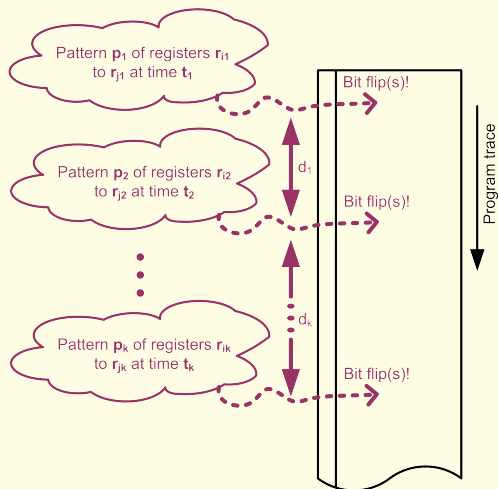 Pattern p1 of registers ri1
to rj1 at time t1
Bit flip(s)!
d1
Pattern p2 of registers ri2
to rj2 at time t2
Bit flip(s)!
Program trace
dk
Pattern pk of registers rik
to rjk at time tk
Bit flip(s)!